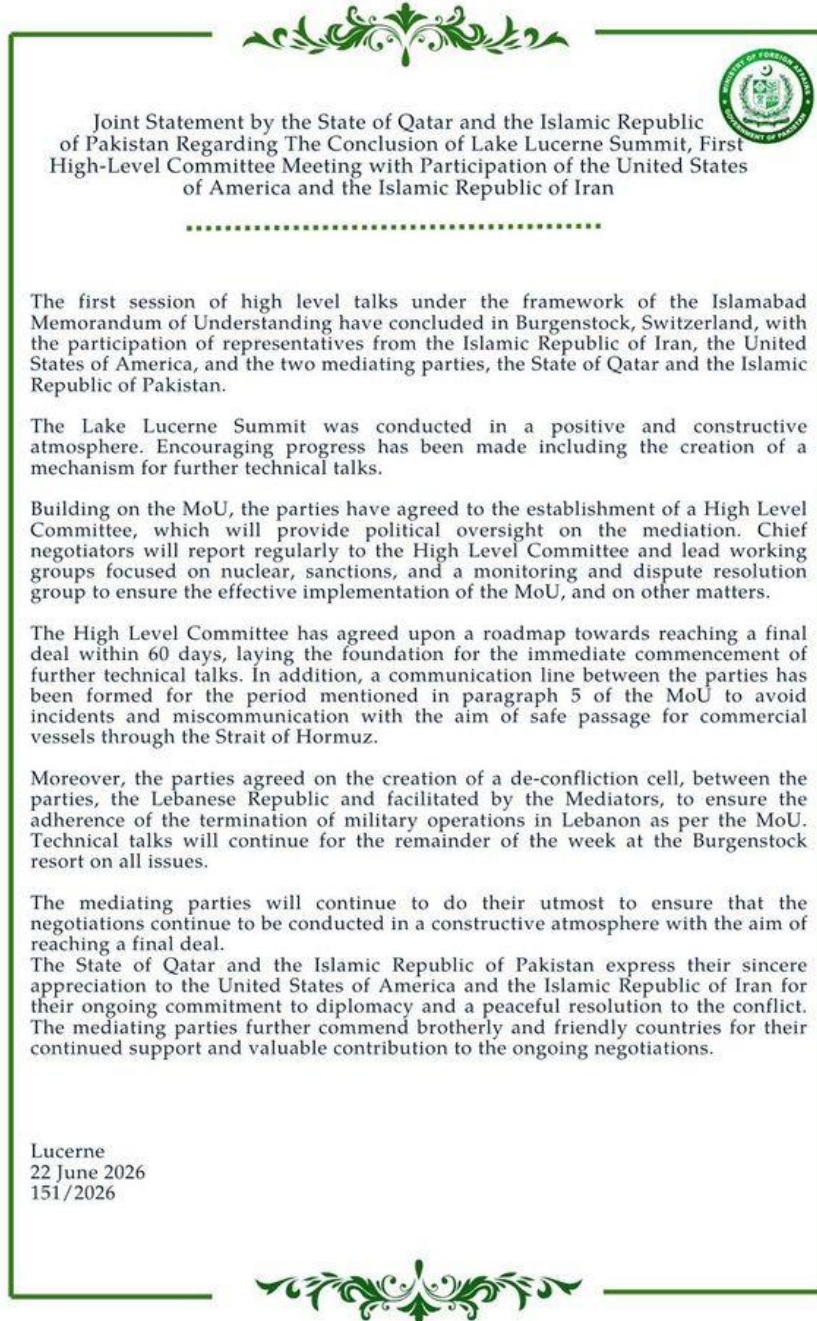 MINISTRY OF FOREIGN AFFAIRS
GOVERNMENT OF PAKISTAN
Joint Statement by the State of Qatar and the Islamic Republic
of Pakistan Regarding The Conclusion of Lake Lucerne Summit, First
High-Level Committee Meeting with Participation of the United States
of America and the Islamic Republic of Iran
The first session of high level talks under the framework of the Islamabad
Memorandum of Understanding have concluded in Burgenstock, Switzerland, with
the participation of representatives from the Islamic Republic of Iran, the United
States of America, and the two mediating parties, the State of Qatar and the Islamic
Republic of Pakistan.
The Lake Lucerne Summit was conducted in a positive and constructive
atmosphere. Encouraging progress has been made including the creation of a
mechanism for further technical talks.
Building on the MoU, the parties have agreed to the establishment of a High Level
Committee, which will provide political oversight on the mediation. Chief
negotiators will report regularly to the High Level Committee and lead working
groups focused on nuclear, sanctions, and a monitoring and dispute resolution
group to ensure the effective implementation of the MoU, and on other matters.
The High Level Committee has agreed upon a roadmap towards reaching a final
deal within 60 days, laying the foundation for the immediate commencement of
further technical talks. In addition, a communication line between the parties has
been formed for the period mentioned in paragraph 5 of the MoU to avoid
incidents and miscommunication with the aim of safe passage for commercial
vessels through the Strait of Hormuz.
Moreover, the parties agreed on the creation of a de-confliction cell, between the
parties, the Lebanese Republic and facilitated by the Mediators, to ensure the
adherence of the termination of military operations in Lebanon as per the MoU.
Technical talks will continue for the remainder of the week at the Burgenstock
resort on all issues.
The mediating parties will continue to do their utmost to ensure that the
negotiations continue to be conducted in a constructive atmosphere with the aim of
reaching a final deal.
The State of Qatar and the Islamic Republic of Pakistan express their sincere
appreciation to the United States of America and the Islamic Republic of Iran for
their ongoing commitment to diplomacy and a peaceful resolution to the conflict.
The mediating parties further commend brotherly and friendly countries for their
continued support and valuable contribution to the ongoing negotiations.
Lucerne
22 June 2026
151/2026